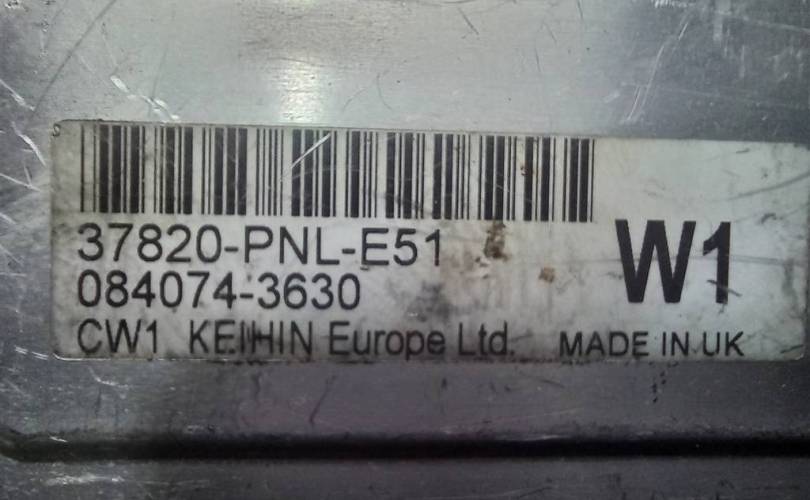 37820-PNL-E51
084074-3630
W1
CW1 KEIHIN Europe Ltd. MADE IN UK